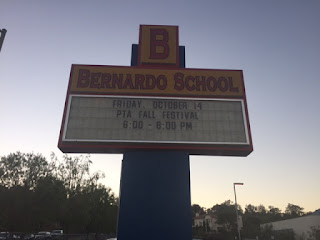 B
BERNARDO SCHOOL
FRIDAY, OCTOBER 14
PTA FALL FESTIVAL
6:00 - 8:00 PM